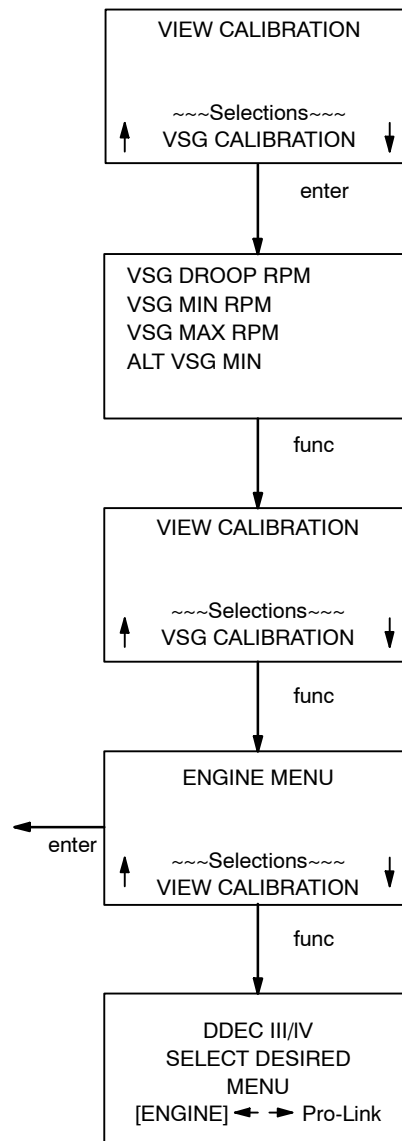 VIEW CALIBRATION
~~~Selections~~~
VSG CALIBRATION
enter
VSG DROOP RPM
VSG MIN RPM
VSG MAX RPM
ALT VSG MIN
func
VIEW CALIBRATION
~~~Selections~~~
VSG CALIBRATION
func
ENGINE MENU
enter
~~~Selections~~~
VIEW CALIBRATION
func
DDEC III/IV
SELECT DESIRED
MENU
[ENGINE] Pro-Link